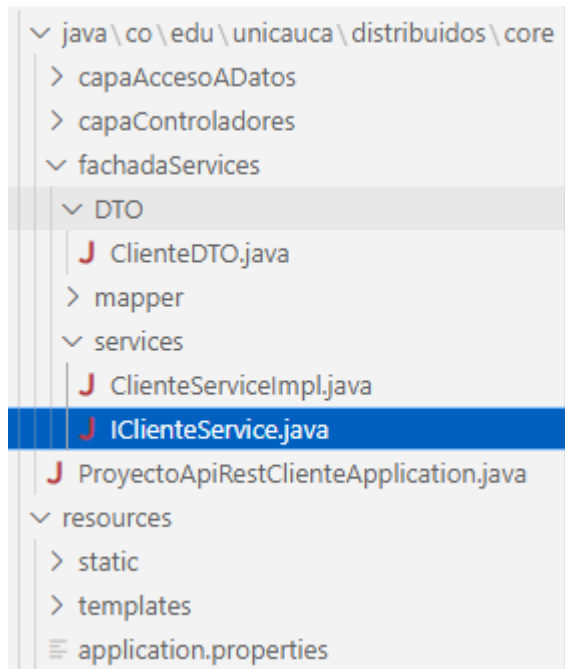 java\co\edu\unicauca\distribuidos\core
capaAccesoADatos
capaControladores
fachadaServices
DTO
J ClienteDTO.java
mapper
services
J ClienteServiceImpl.java
J IClienteService.java
J ProyectoApiRestClienteApplication.java
resources
static
templates
application.properties